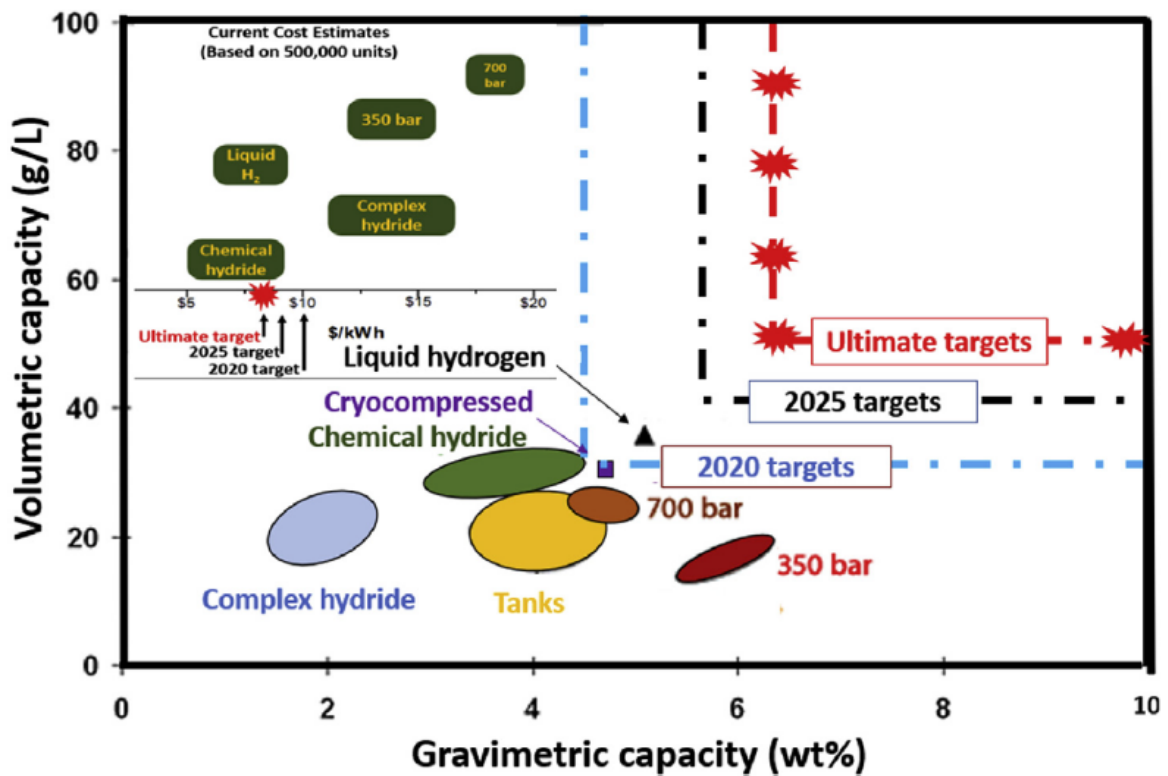 Volumetric capacity (g/L)
100
80
60
40
20
0
Current Cost Estimates
(Based on 500,000 units)
700
bar
350 bar
Liquid
H₂
Complex
hydride
Chemical
hydride
$5
$10
$15
$20
$/kWh
Ultimate target
2025 target
2020 target
Liquid hydrogen
Cryocompressed
Chemical hydride
Ultimate targets
2025 targets
2020 targets
700 bar
350 bar
Complex hydride
Tanks
0
2
4
6
8
10
Gravimetric capacity (wt%)